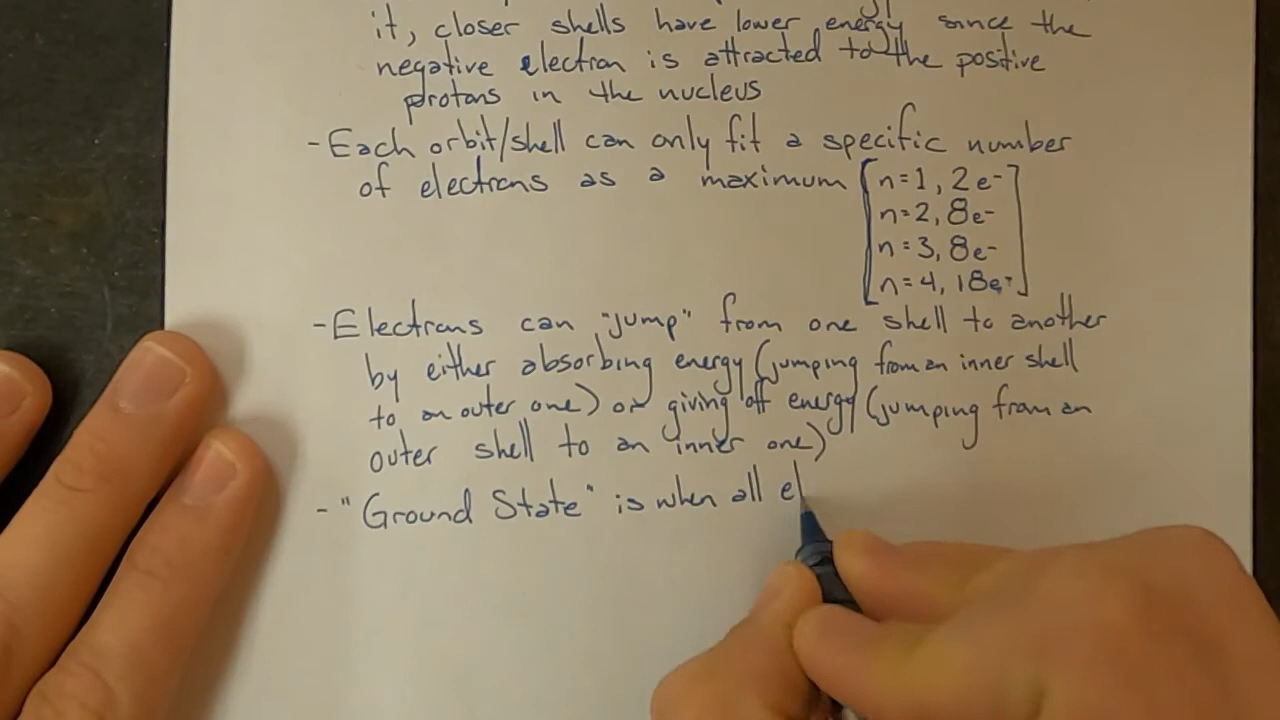 it, closer shells have lower energy since the
negative electron is attracted to the positive
protons in the nucleus
-Each orbit/shell can only fit a specific number
of electrons as a maximum [n=1, 2e-]
n=2, 8e-
n=3, 8e-
n=4, 18e-
-Electrons can "jump" from one shell to another
by either absorbing energy (jumping from an inner shell
to an outer one) or giving off energy (jumping from an
outer shell to an inner one)
- "Ground State" is when all el